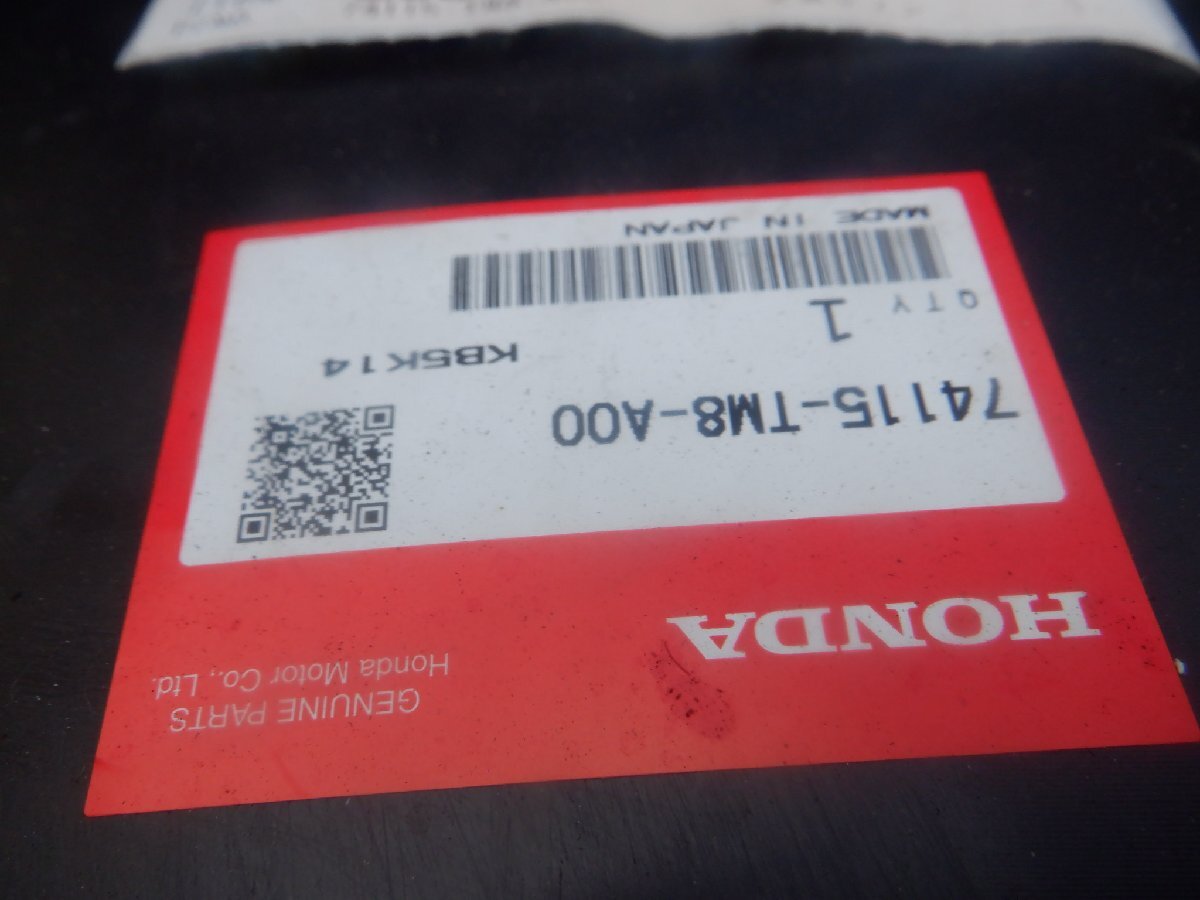 HONDA
GENUINE PARTS
Honda Motor Co., Ltd.
74115-TM8-A00
KB5K14
QTY 1
MADE IN JAPAN